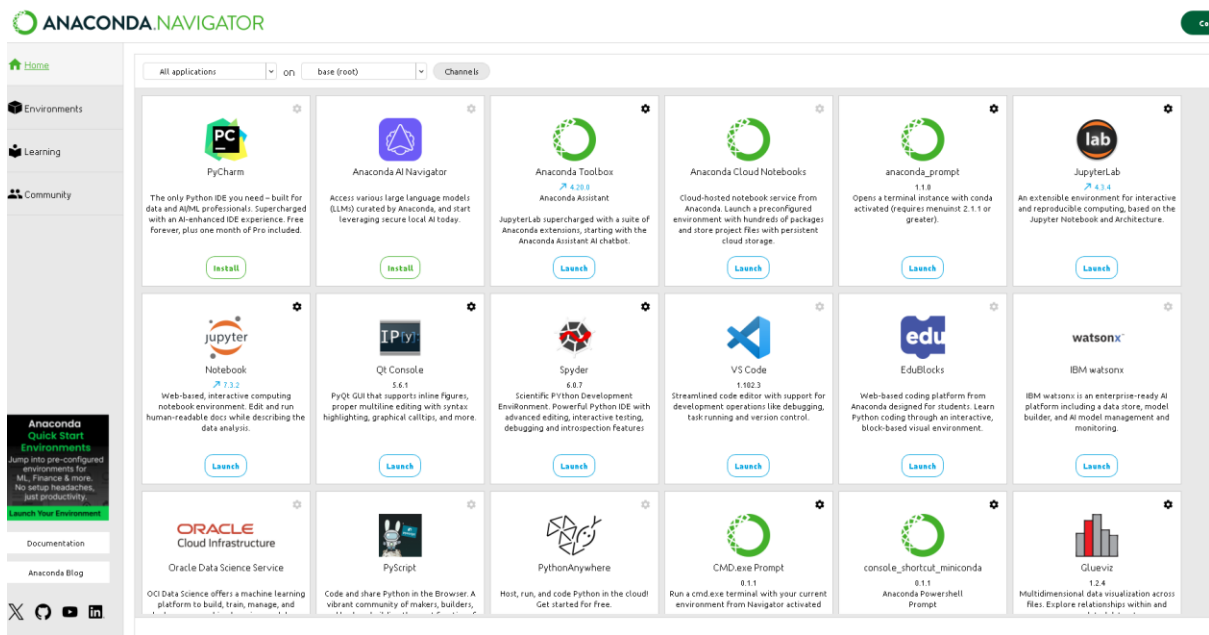 ANACONDA.NAVIGATOR
Home
Environments
Learning
Community
Anaconda
Quick Start
Environments
Jump into pre-configured
environments for
ML, Finance & more.
No setup headaches,
just productivity.
Launch Your Environment
Documentation
Anaconda Blog
All applications
on
base (root)
Channels
PC
PyCharm
The only Python IDE you need – built for
data and AI/ML professionals. Supercharged
with an AI-enhanced IDE experience. Free
forever, plus one month of Pro included.
Install
Anaconda AI Navigator
Access various large language models
(LLMs) curated by Anaconda, and start
leveraging secure local AI today.
Install
Anaconda Toolbox
4.20.0
Anaconda Assistant
JupyterLab supercharged with a suite of
Anaconda extensions, starting with the
Anaconda Assistant AI chatbot.
Launch
Anaconda Cloud Notebooks
Cloud-hosted notebook service from
Anaconda. Launch a preconfigured
environment with hundreds of packages
and store project files with persistent
cloud storage.
Launch
anaconda_prompt
1.1.0
Opens a terminal instance with conda
activated (requires menuinst 2.1.1 or
greater).
Launch
lab
JupyterLab
4.3.4
An extensible environment for interactive
and reproducible computing, based on the
Jupyter Notebook and Architecture.
Launch
jupyter
Notebook
7.3.2
Web-based, interactive computing
notebook environment. Edit and run
human-readable docs while describing the
data analysis.
Launch
IP[y]:
Qt Console
5.6.1
PyQt GUI that supports inline figures,
proper multiline editing with syntax
highlighting, graphical calltips, and more.
Launch
Spyder
6.0.7
Scientific PYthon Development
EnviRonment. Powerful Python IDE with
advanced editing, interactive testing,
debugging and introspection features
Launch
VS Code
1.102.3
Streamlined code editor with support for
development operations like debugging,
task running and version control.
Launch
edu
EduBlocks
Web-based coding platform from
Anaconda designed for students. Learn
Python coding through an interactive,
block-based visual environment.
Launch
watsonx
IBM watsonx
IBM watsonx is an enterprise-ready AI
platform including a data store, model
builder, and AI model management and
monitoring.
Launch
ORACLE
Cloud Infrastructure
Oracle Data Science Service
OCI Data Science offers a machine learning
platform to build, train, manage, and
PyScript
Code and share Python in the Browser. A
vibrant community of makers, builders,
PythonAnywhere
Host, run, and code Python in the cloud!
Get started for free.
CMD.exe Prompt
0.1.1
Run a cmd.exe terminal with your current
environment from Navigator activated
console_shortcut_miniconda
0.1.1
Anaconda Powershell
Prompt
Glueviz
1.2.4
Multidimensional data visualization across
files. Explore relationships within and